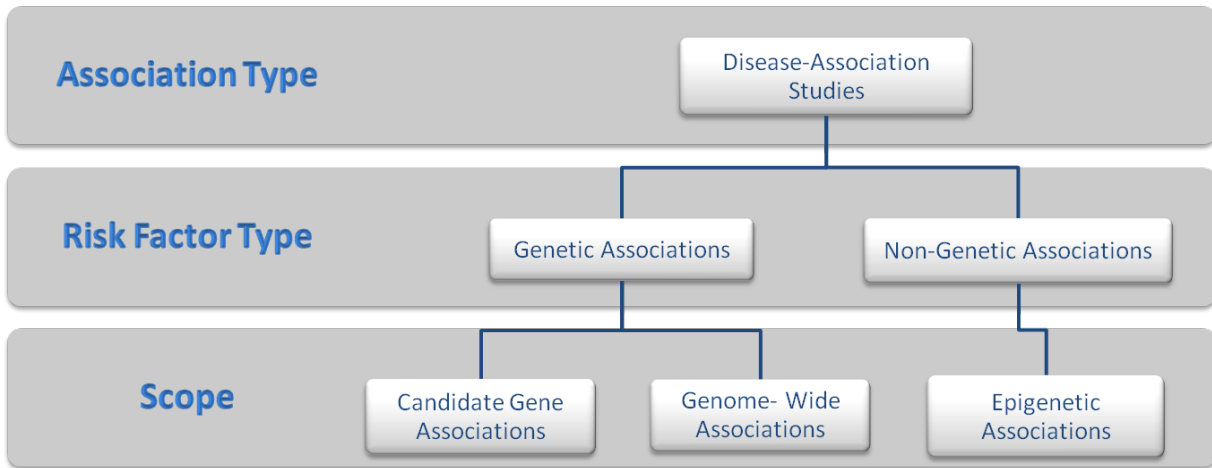 Association Type
Disease-Association
Studies
Risk Factor Type
Genetic Associations
Non-Genetic Associations
Scope
Candidate Gene
Associations
Genome- Wide
Associations
Epigenetic
Associations